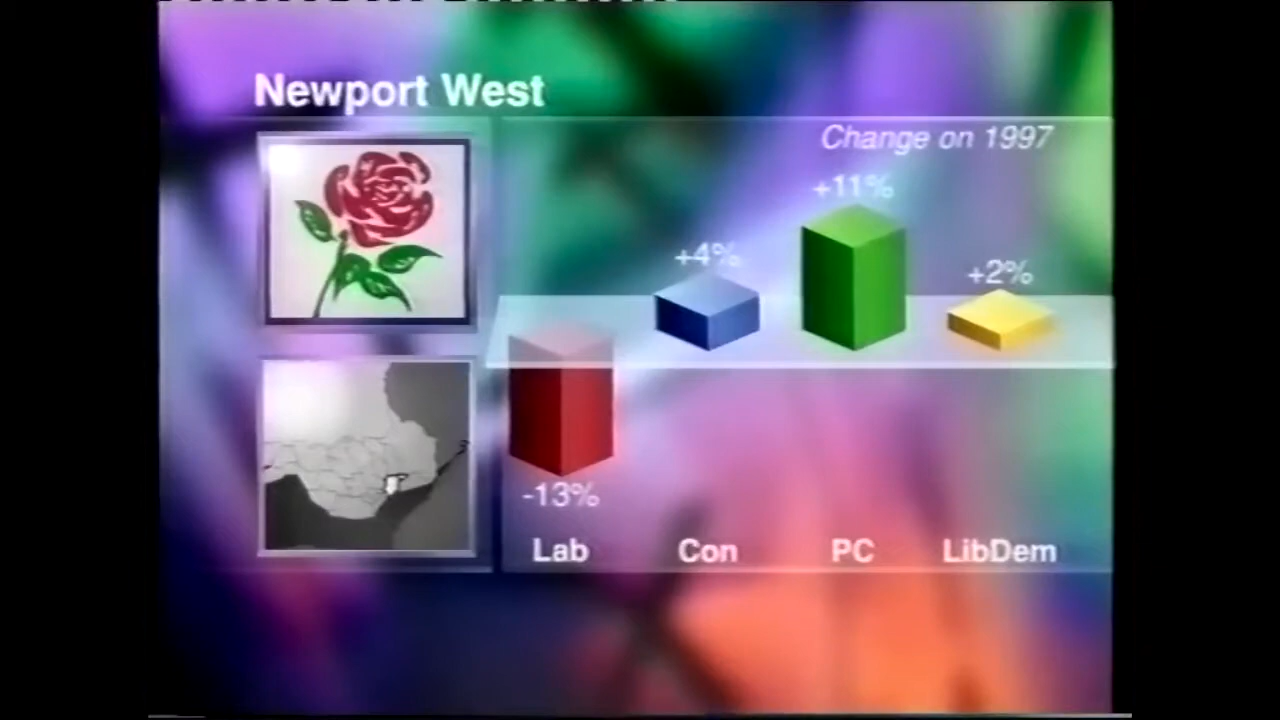 Newport West
Change on 1997
+11%
+4%
+2%
-13%
Lab Con PC LibDem